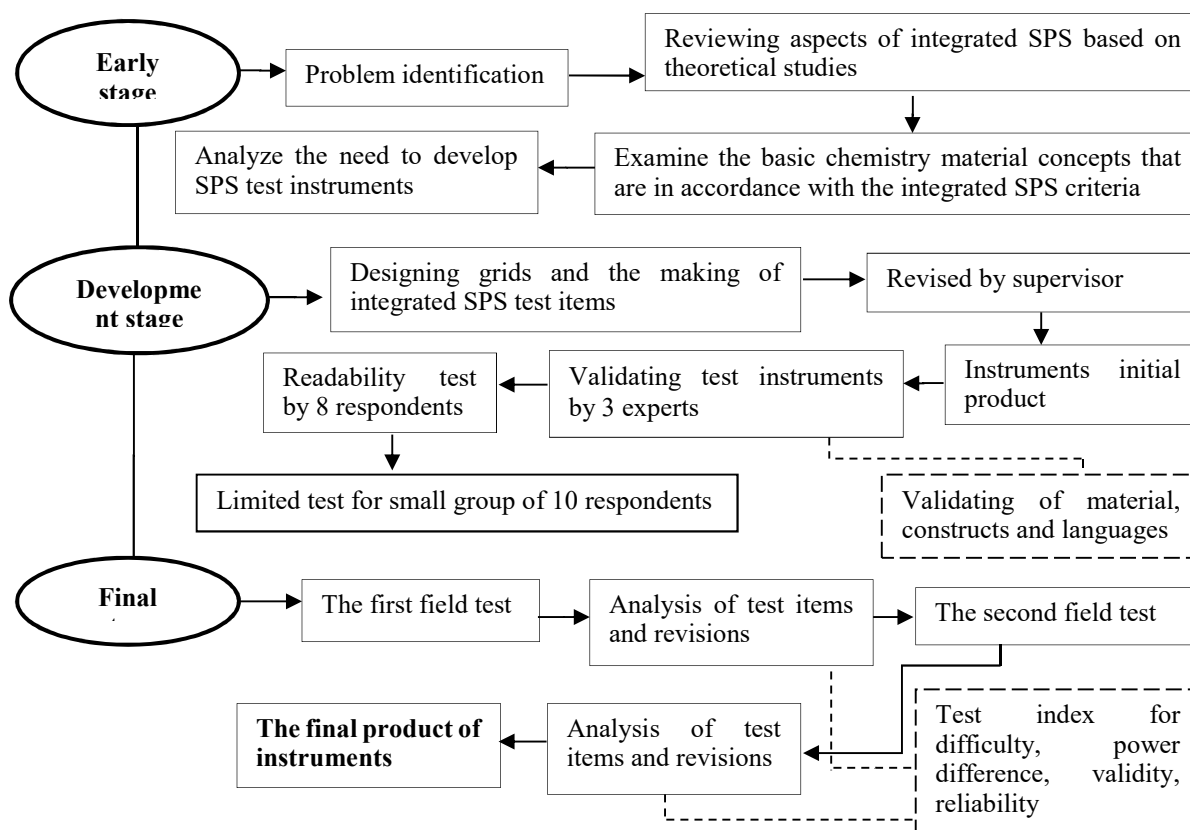 Early
stage
Problem identification
Reviewing aspects of integrated SPS based on
theoretical studies
Examine the basic chemistry material concepts that
are in accordance with the integrated SPS criteria
Analyze the need to develop
SPS test instruments
Developme
nt stage
Designing grids and the making of
integrated SPS test items
Revised by supervisor
Instruments initial
product
Validating test instruments
by 3 experts
Readability test
by 8 respondents
Limited test for small group of 10 respondents
Validating of material,
constructs and languages
Final
The first field test
Analysis of test items
and revisions
The second field test
Test index for
difficulty, power
difference, validity,
reliability
Analysis of test
items and revisions
The final product of
instruments